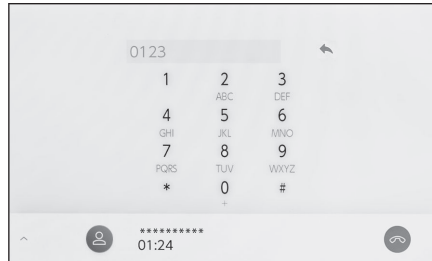 0123
1 2 3
ABC DEF
4 5 6
GHI JKL MNO
7 8 9
PQRS TUV WXYZ
* 0 #
+
**********
01:24